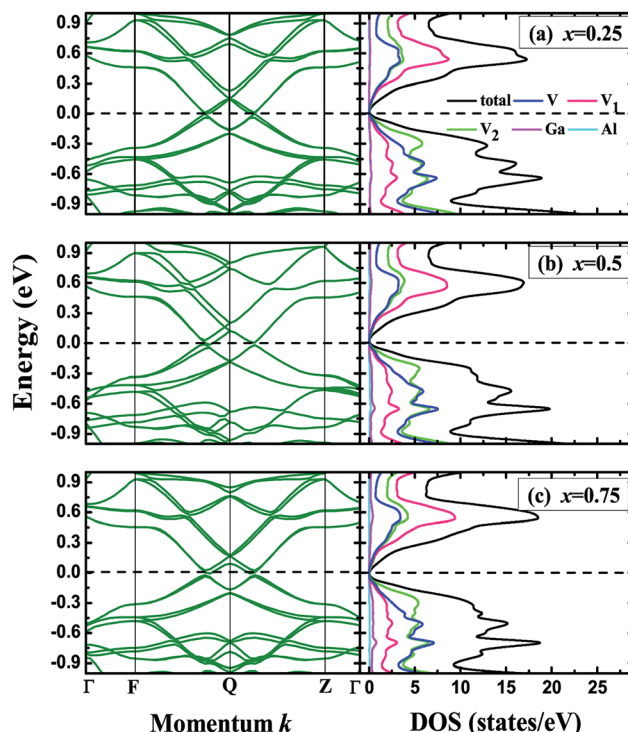 0.9
0.6
0.3
0.0
-0.3
-0.6
-0.9
(a) x=0.25
total V V1
V2 Ga Al
0.9
0.6
0.3
0.0
-0.3
-0.6
-0.9
(b) x=0.5
Energy (eV)
0.9
0.6
0.3
0.0
-0.3
-0.6
-0.9
(c) x=0.75
Γ F Q Z Γ 0 5 10 15 20 25
Momentum k DOS (states/eV)